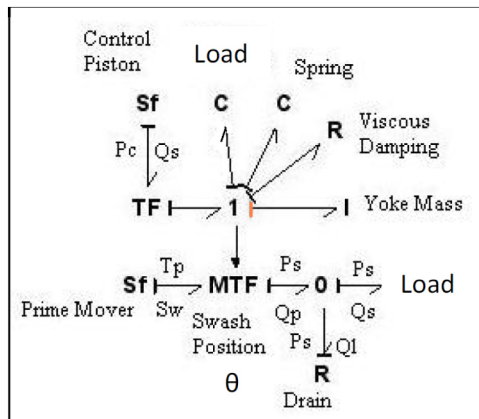 Control
Piston
Load
Spring
Sf
C
C
R
Viscous
Damping
Pc
Qs
TF
1
I
Yoke Mass
Tp
Ps
Ps
Sf
MTF
0
Load
Prime Mover
Sw
Swash
Position
Qp
Qs
Ps
Ql
θ
R
Drain